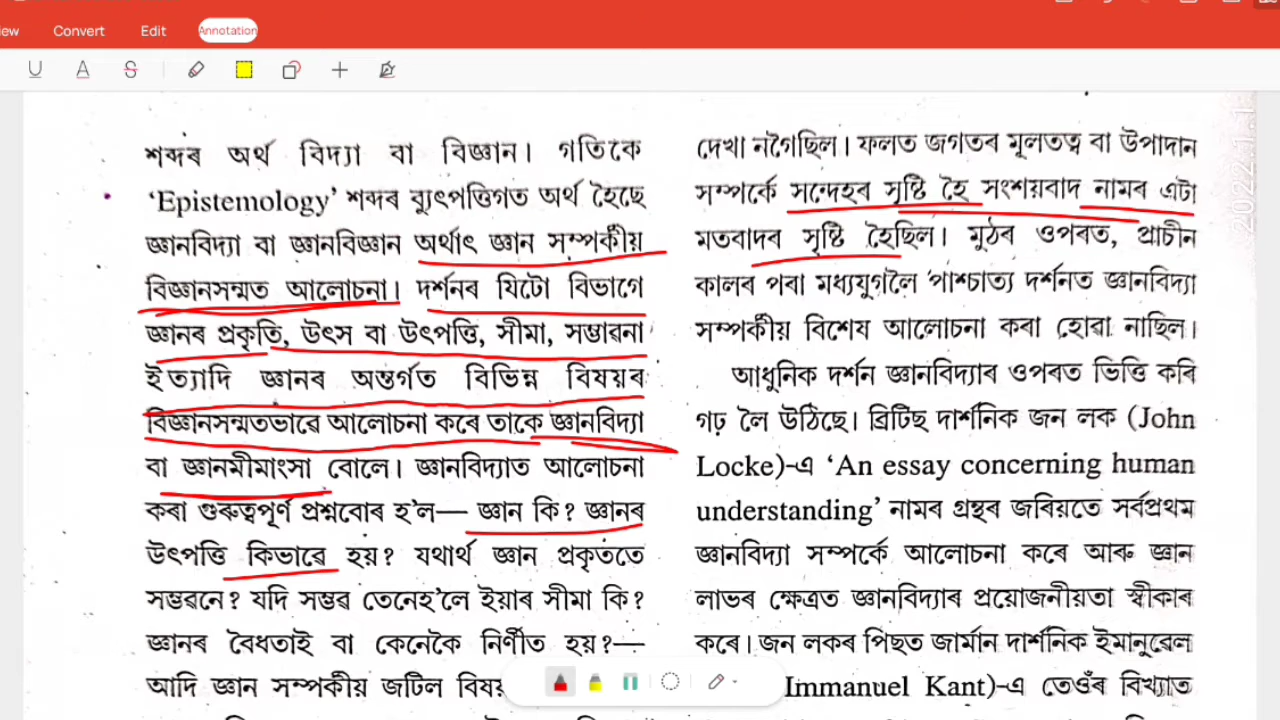 Convert
Edit
Annotation
শব্দৰ অৰ্থ বিদ্যা বা বিজ্ঞান। গতিকে
‘Epistemology’ শব্দৰ ব্যুৎপত্তিগত অৰ্থ হৈছে
জ্ঞানবিদ্যা বা জ্ঞানবিজ্ঞান অৰ্থাৎ জ্ঞান সম্পৰ্কীয়
বিজ্ঞানসন্মত আলোচনা। দৰ্শনৰ যিটো বিভাগে
জ্ঞানৰ প্ৰকৃতি, উৎস বা উৎপত্তি, সীমা, সম্ভাৱনা
ইত্যাদি জ্ঞানৰ অন্তৰ্গত বিভিন্ন বিষয়ৰ
বিজ্ঞানসন্মতভাৱে আলোচনা কৰে তাকে জ্ঞানবিদ্যা
বা জ্ঞানমীমাংসা বোলে। জ্ঞানবিদ্যাত আলোচনা
কৰা গুৰুত্বপূৰ্ণ প্ৰশ্নবোৰ হ’ল— জ্ঞান কি? জ্ঞানৰ
উৎপত্তি কিভাৱে হয়? যথাৰ্থ জ্ঞান প্ৰকৃততে
সম্ভৱনে? যদি সম্ভৱ তেনেহ’লে ইয়াৰ সীমা কি?
জ্ঞানৰ বৈধতাই বা কেনেকৈ নিৰ্ণীত হয়?—
আদি জ্ঞান সম্পৰ্কীয় জটিল
দেখা নগৈছিল। ফলত জগতৰ মূলতত্ব বা উপাদান
সম্পৰ্কে সন্দেহৰ সৃষ্টি হৈ সংশয়বাদ নামৰ এটা
মতবাদৰ সৃষ্টি হৈছিল। মুঠৰ ওপৰত, প্ৰাচীন
কালৰ পৰা মধ্যযুগলৈ পাশ্চাত্য দৰ্শনত জ্ঞানবিদ্যা
সম্পৰ্কীয় বিশেষ আলোচনা কৰা হোৱা নাছিল।
আধুনিক দৰ্শন জ্ঞানবিদ্যাৰ ওপৰত ভিত্তি কৰি
গঢ় লৈ উঠিছে। ব্ৰিটিছ দাৰ্শনিক জন লক (John
Locke)-এ ‘An essay concerning human
understanding’ নামৰ গ্ৰন্থৰ জৰিয়তে সৰ্বপ্ৰথম
জ্ঞানবিদ্যা সম্পৰ্কে আলোচনা কৰে আৰু জ্ঞান
লাভৰ ক্ষেত্ৰত জ্ঞানবিদ্যাৰ প্ৰয়োজনীয়তা স্বীকাৰ
কৰে। জন লকৰ পিছত জাৰ্মান দাৰ্শনিক ইমানুৱেল
Immanuel Kant)-এ তেওঁৰ বিখ্যাত